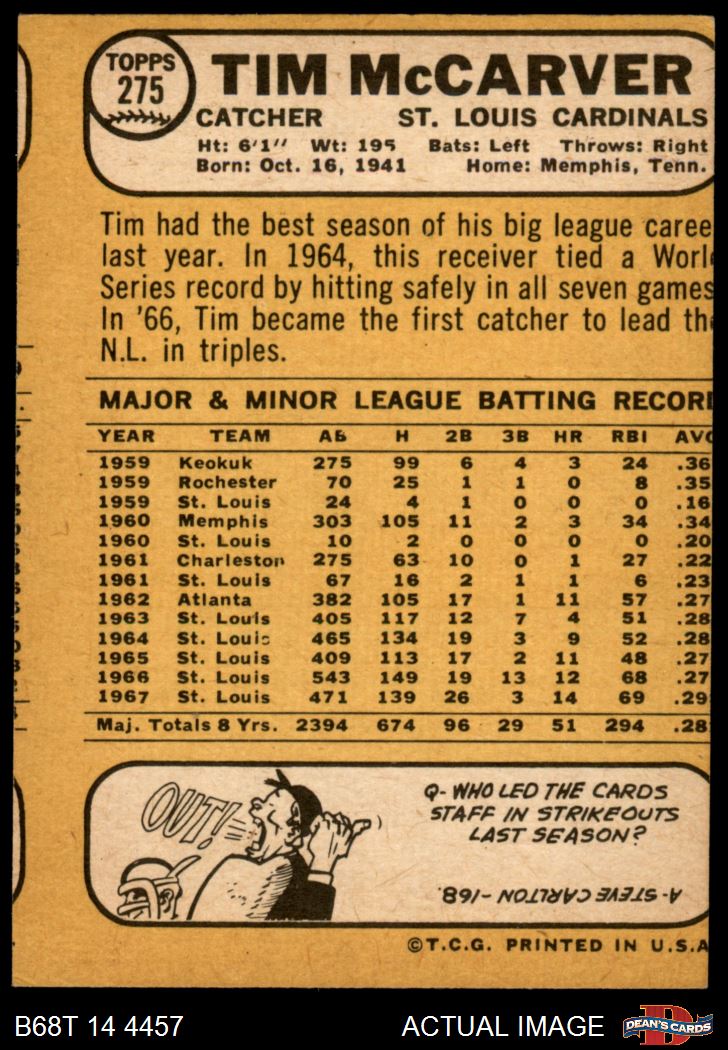 TOPPS
275
TIM McCARVER
CATCHER ST. LOUIS CARDINALS
Ht: 6'1" Wt: 195 Bats: Left Throws: Right
Born: Oct. 16, 1941 Home: Memphis, Tenn.
Tim had the best season of his big league caree
last year. In 1964, this receiver tied a Worl
Series record by hitting safely in all seven games
In '66, Tim became the first catcher to lead th
N.L. in triples.
MAJOR & MINOR LEAGUE BATTING RECOR
YEAR TEAM AB H 2B 3B HR RBI AVG
1959 Keokuk 275 99 6 4 3 24 .36
1959 Rochester 70 25 1 1 0 8 .35
1959 St. Louis 24 4 1 0 0 0 .16
1960 Memphis 303 105 11 2 3 34 .34
1960 St. Louis 10 2 0 0 0 0 .20
1961 Charleston 275 63 10 0 1 27 .22
1961 St. Louis 67 16 2 1 1 6 .23
1962 Atlanta 382 105 17 1 11 57 .27
1963 St. Louis 405 117 12 7 4 51 .28
1964 St. Louis 465 134 19 3 9 52 .28
1965 St. Louis 409 113 17 2 11 48 .27
1966 St. Louis 543 149 19 13 12 68 .27
1967 St. Louis 471 139 26 3 14 69 .29
Maj. Totals 8 Yrs. 2394 674 96 29 51 294 .28
OUT!
Q- WHO LED THE CARDS
STAFF IN STRIKEOUTS
LAST SEASON?
A- STEVE CARLTON -168.
©T.C.G. PRINTED IN U.S.A
B68T 14 4457 ACTUAL IMAGE
D
DEAN'S CARDS